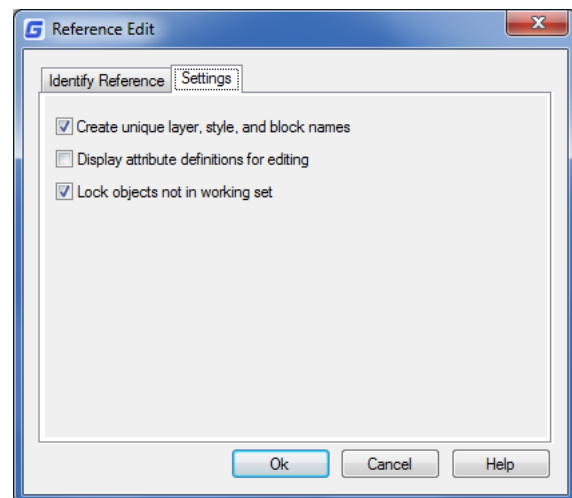 Reference Edit
Identify Reference Settings
Create unique layer, style, and block names
Display attribute definitions for editing
Lock objects not in working set
Ok Cancel Help